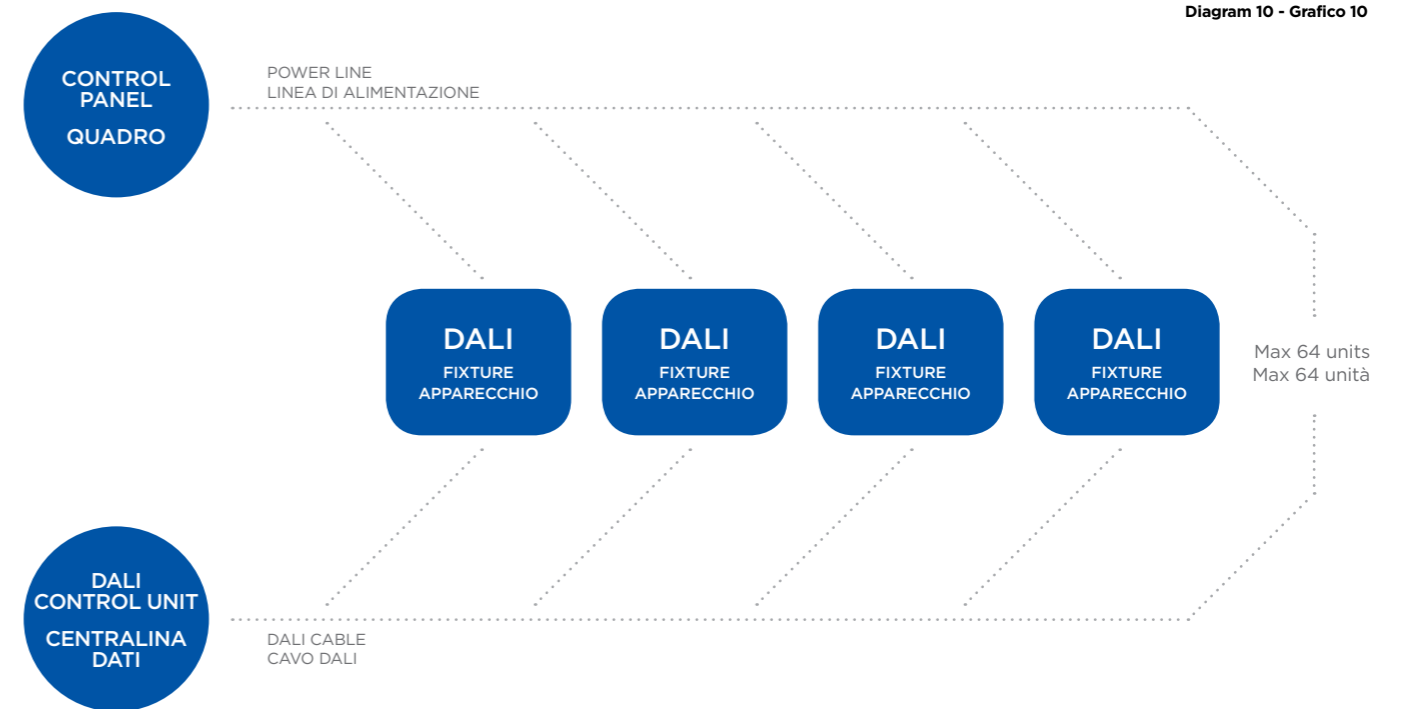 Diagram 10 - Grafico 10
CONTROL
PANEL
QUADRO
POWER LINE
LINEA DI ALIMENTAZIONE
DALI
FIXTURE
APPARECCHIO
DALI
FIXTURE
APPARECCHIO
DALI
FIXTURE
APPARECCHIO
DALI
FIXTURE
APPARECCHIO
Max 64 units
Max 64 unità
DALI
CONTROL UNIT
CENTRALINA
DATI
DALI CABLE
CAVO DALI